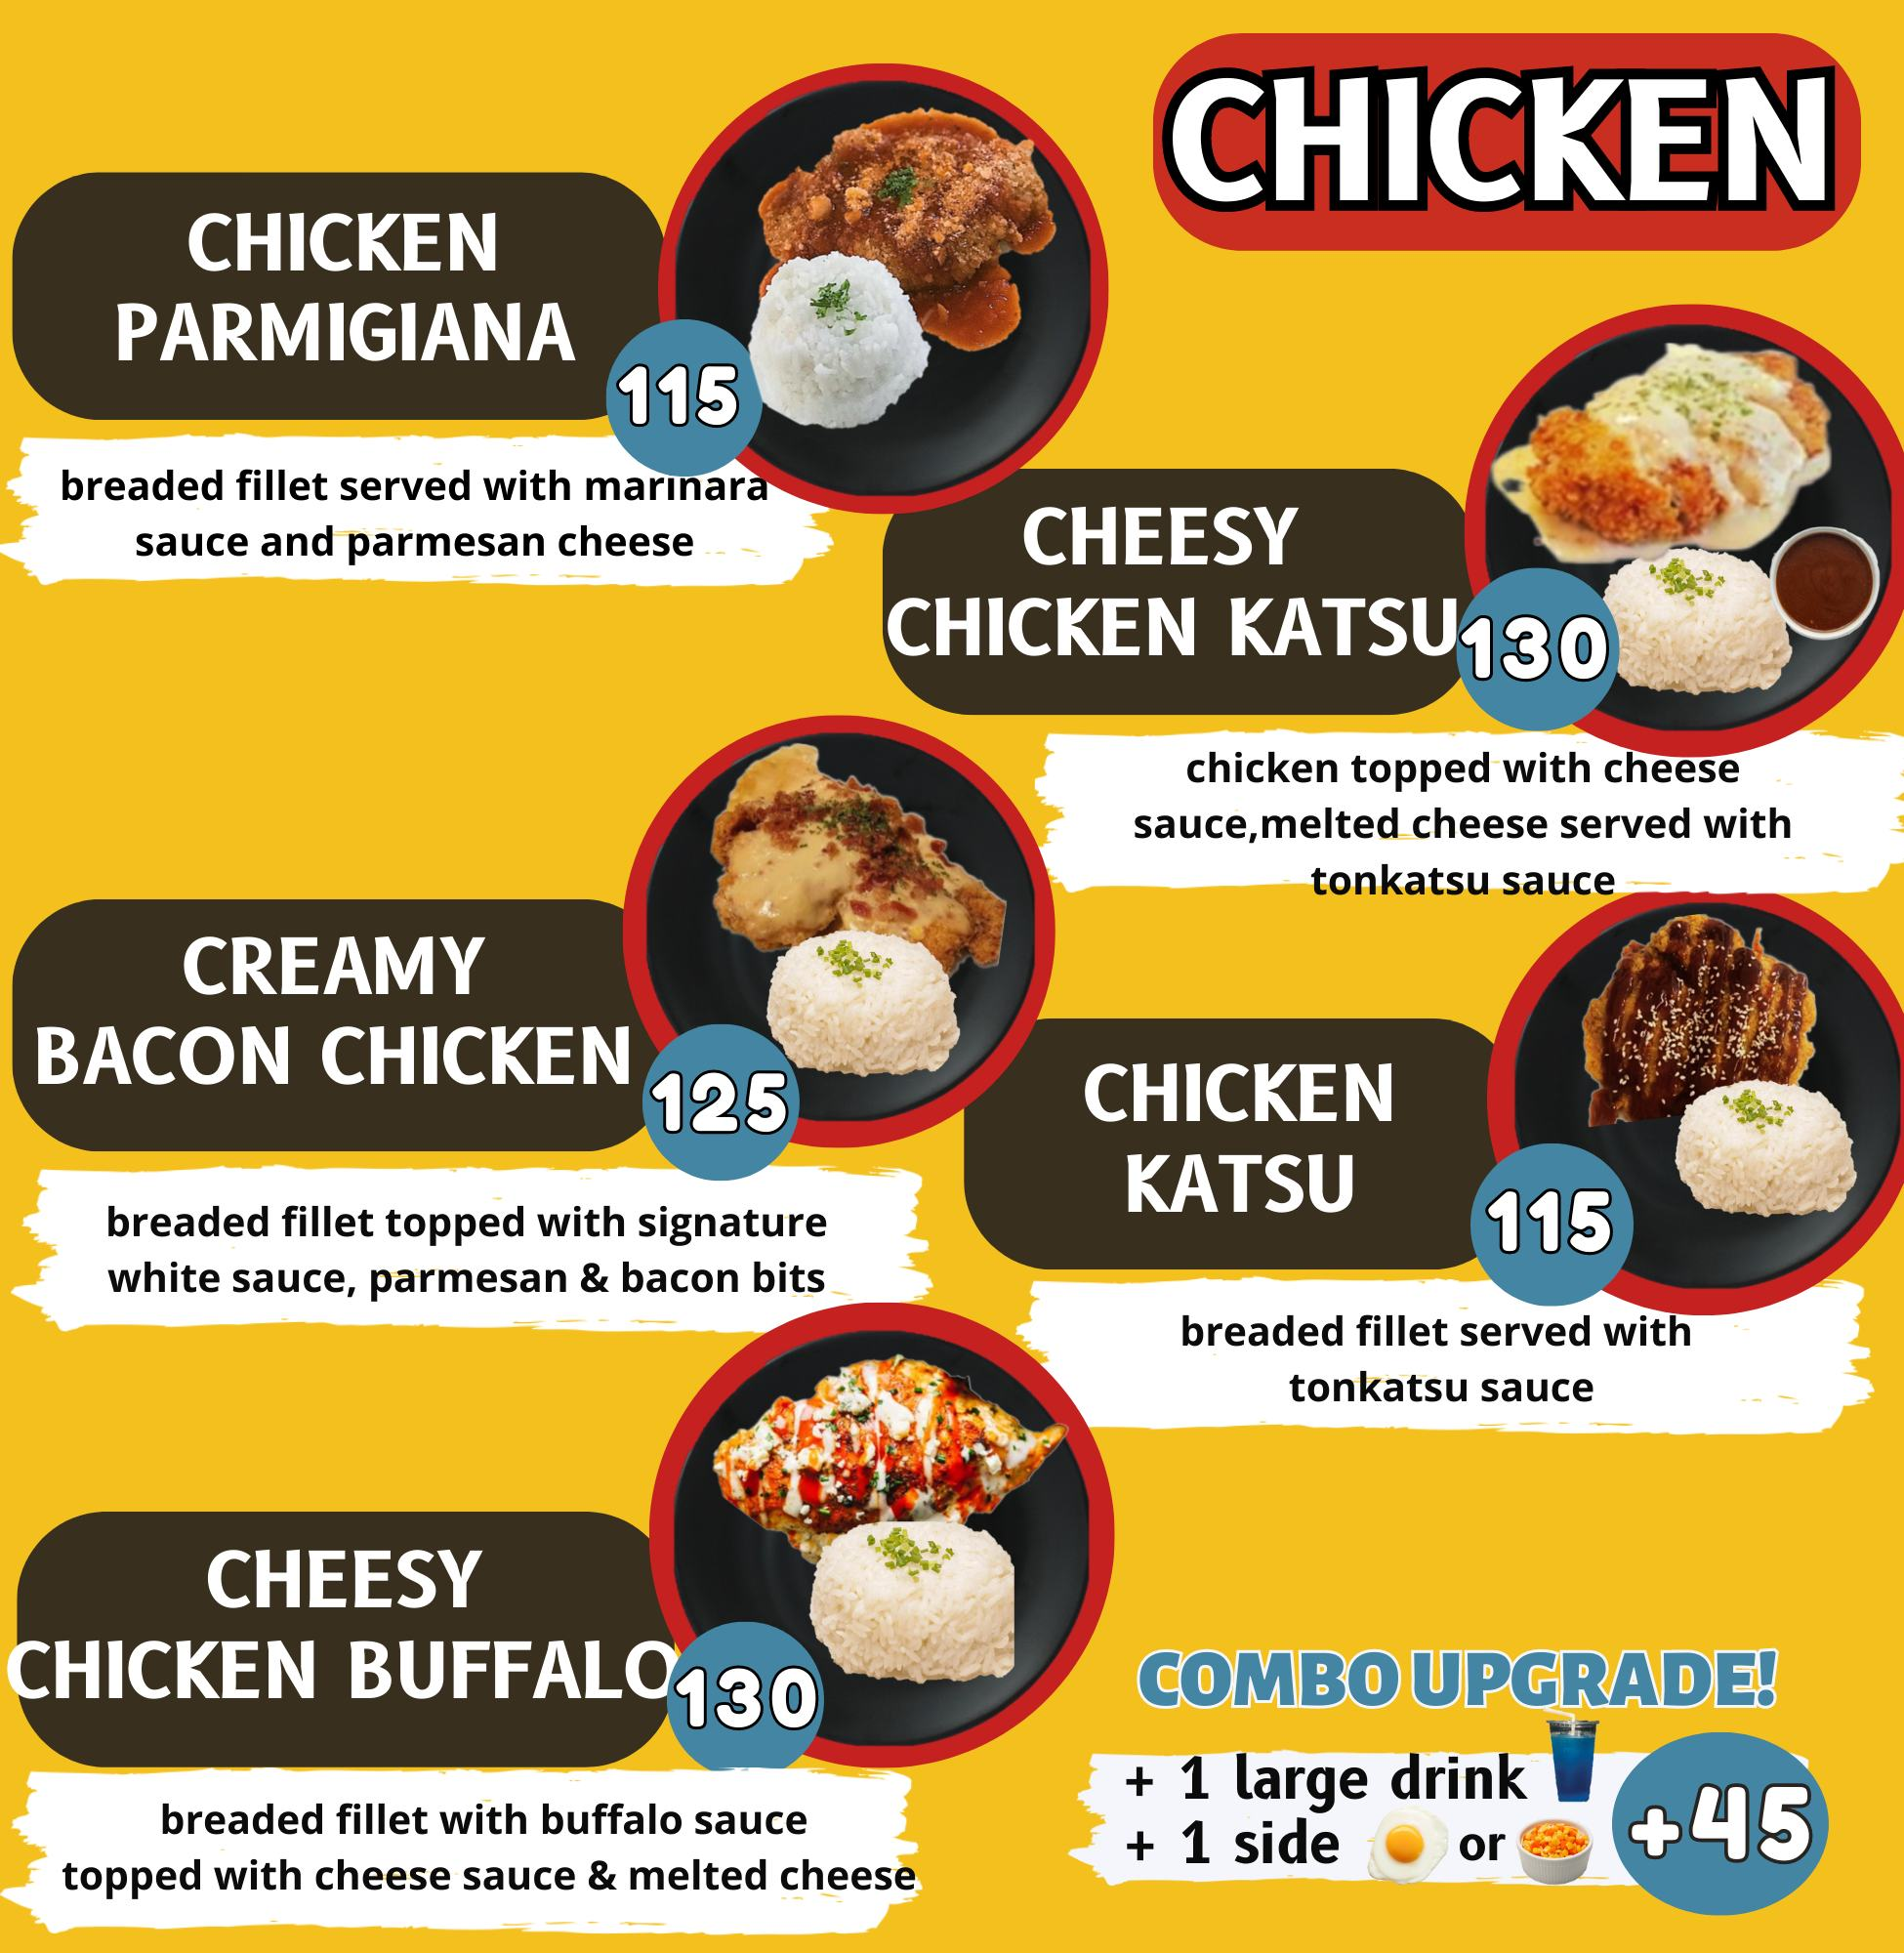 CHICKEN
CHICKEN
PARMIGIANA
115
breaded fillet served with marinara
sauce and parmesan cheese
CHEESY
CHICKEN KATSU
130
chicken topped with cheese
sauce,melted cheese served with
tonkatsu sauce
CREAMY
BACON CHICKEN
125
breaded fillet topped with signature
white sauce, parmesan & bacon bits
CHICKEN
KATSU
115
breaded fillet served with
tonkatsu sauce
CHEESY
CHICKEN BUFFALO
130
breaded fillet with buffalo sauce
topped with cheese sauce & melted cheese
COMBO UPGRADE!
+ 1 large drink
+ 1 side or
+45